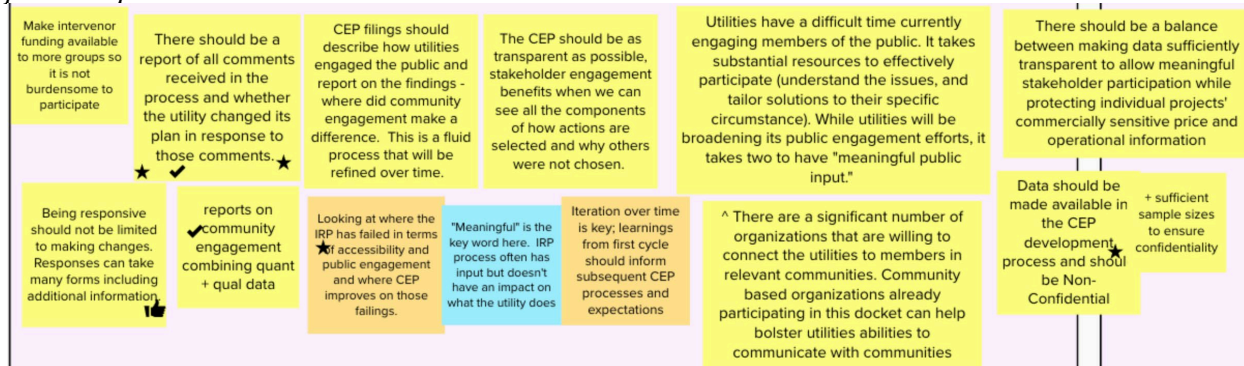 Make intervenor
funding available
to more groups so
it is not
burdensome to
participate
There should be a
report of all comments
received in the
process and whether
the utility changed its
plan in response to
those comments.
CEP filings should
describe how utilities
engaged the public and
report on the findings -
where did community
engagement make a
difference. This is a fluid
process that will be
refined over time.
The CEP should be as
transparent as possible,
stakeholder engagement
benefits when we can
see all the components
of how actions are
selected and why others
were not chosen.
Utilities have a difficult time currently
engaging members of the public. It takes
substantial resources to effectively
participate (understand the issues, and
tailor solutions to their specific
circumstance). While utilities will be
broadening its public engagement efforts, it
takes two to have "meaningful public
input."
There should be a balance
between making data sufficiently
transparent to allow meaningful
stakeholder participation while
protecting individual projects'
commercially sensitive price and
operational information
Being responsive
should not be limited
to making changes.
Responses can take
many forms including
additional information.
reports on
community
engagement
combining quant
+ qual data
Looking at where the
IRP has failed in terms
of accessibility and
public engagement
and where CEP
improves on those
failings.
"Meaningful" is the
key word here. IRP
process often has
input but doesn't
have an impact on
what the utility does
Iteration over time
is key; learnings
from first cycle
should inform
subsequent CEP
processes and
expectations
^ There are a significant number of
organizations that are willing to
connect the utilities to members in
relevant communities. Community
based organizations already
participating in this docket can help
bolster utilities abilities to
communicate with communities
Data should be
made available in
the CEP
development
process and should
be Non-
Confidential
+ sufficient
sample sizes
to ensure
confidentiality